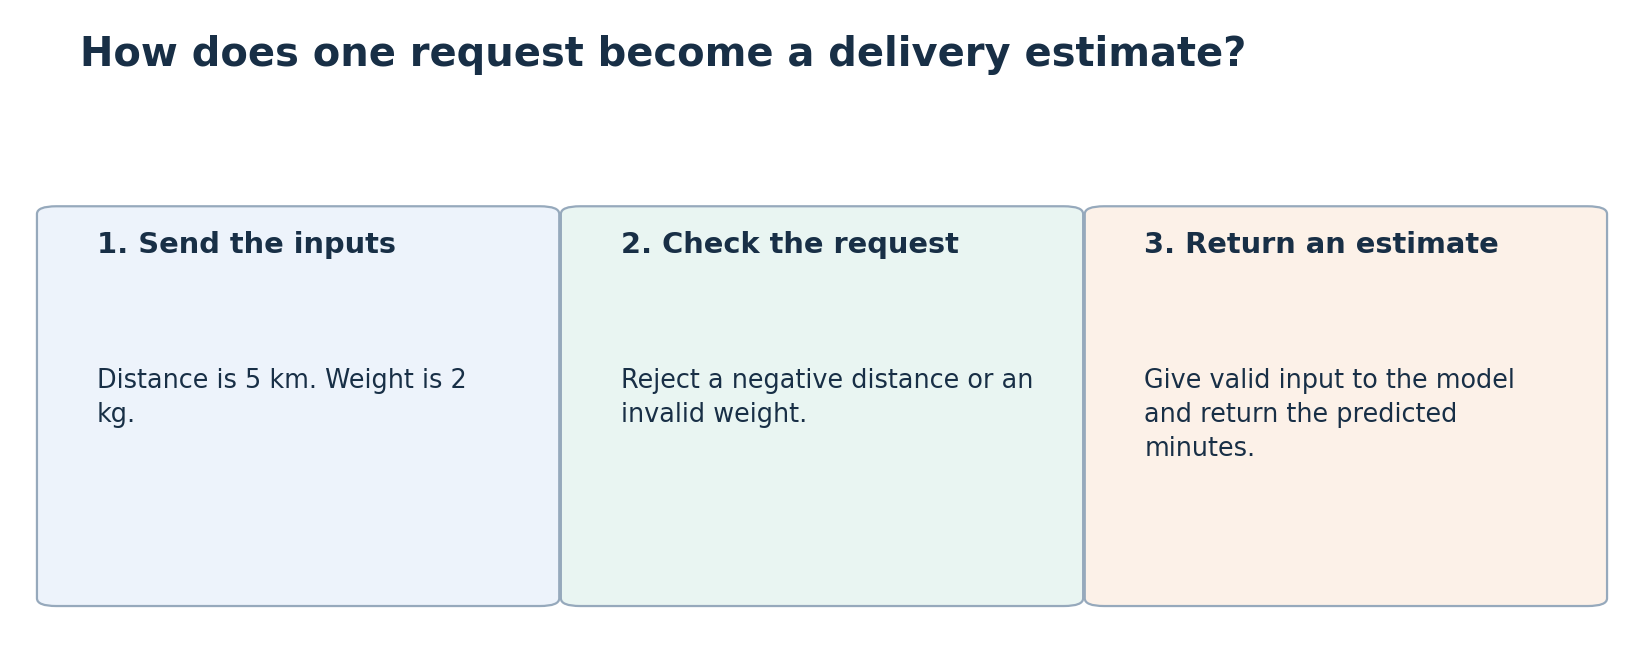 How does one request become a delivery estimate?
1. Send the inputs
Distance is 5 km. Weight is 2
kg.
2. Check the request
Reject a negative distance or an
invalid weight.
3. Return an estimate
Give valid input to the model
and return the predicted
minutes.